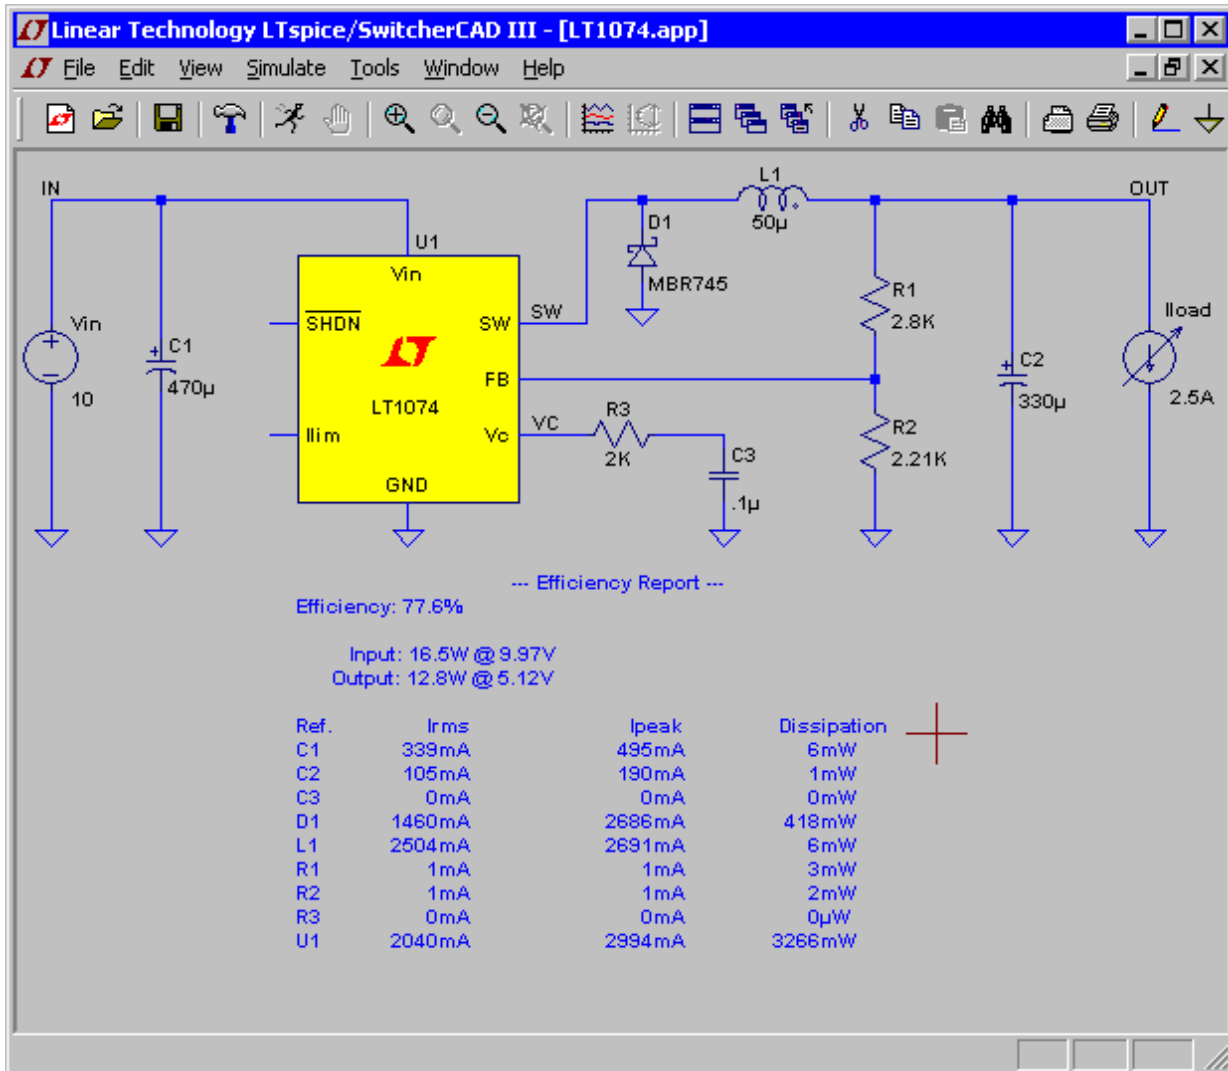 Linear Technology LTspice/SwitcherCAD III - [LT1074.app]
File Edit View Simulate Tools Window Help
IN
L1
OUT
50µ
U1
D1
MBR745
Vin
SHDN
SW
SW
R1
2.8K
Iload
Vin
10
C1
470µ
LT1074
FB
C2
330µ
2.5A
Ilim
Vc
VC
R3
2K
C3
.1µ
R2
2.21K
GND
--- Efficiency Report ---
Efficiency: 77.6%
Input: 16.5W @ 9.97V
Output: 12.8W @ 5.12V
Ref. Irms Ipeak Dissipation
C1 339mA 495mA 6mW
C2 105mA 190mA 1mW
C3 0mA 0mA 0mW
D1 1460mA 2686mA 418mW
L1 2504mA 2691mA 6mW
R1 1mA 1mA 3mW
R2 1mA 1mA 2mW
R3 0mA 0mA 0µW
U1 2040mA 2994mA 3266mW